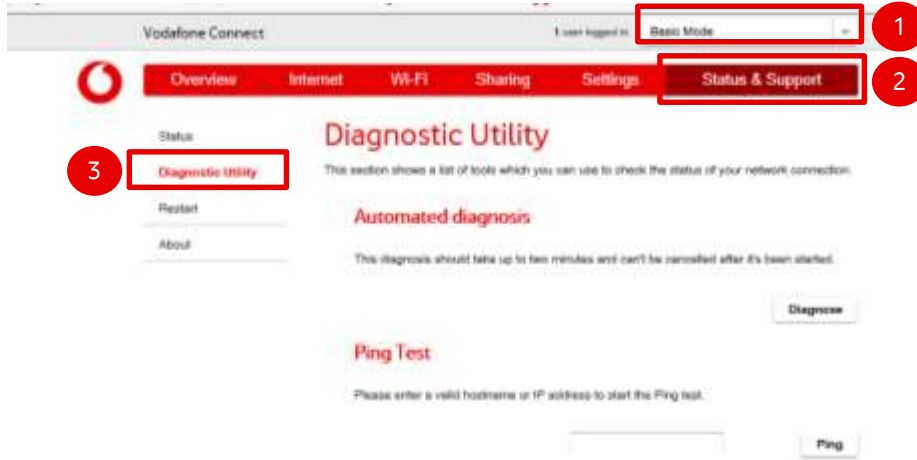 Vodafone Connect
1 user logged in
Basic Mode
1
Overview
Internet
Wi-Fi
Sharing
Settings
Status & Support
2
Status
Diagnostic Utility
Restart
About
3
Diagnostic Utility
This section shows a list of tools which you can use to check the status of your network connection.
Automated diagnosis
This diagnosis should take up to two minutes and can't be cancelled after it's been started.
Diagnose
Ping Test
Please enter a valid hostname or IP address to start the Ping test.
Ping